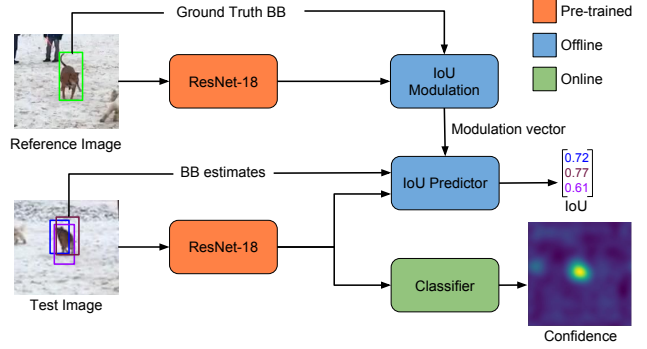 Ground Truth BB
Pre-trained
Offline
Online
ResNet-18
IoU
Modulation
Reference Image
Modulation vector
BB estimates
IoU Predictor
0.72
0.77
0.61
IoU
ResNet-18
Classifier
Test Image
Confidence